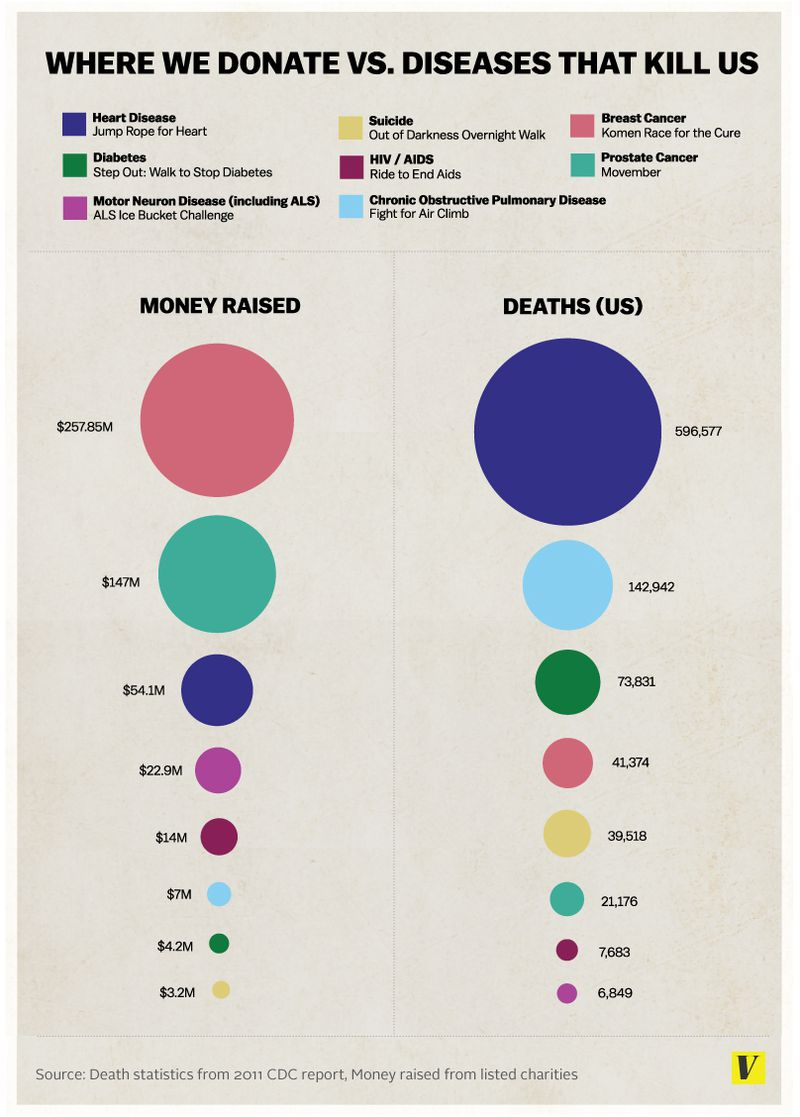 WHERE WE DONATE VS. DISEASES THAT KILL US
Heart Disease
Jump Rope for Heart
Suicide
Out of Darkness Overnight Walk
Breast Cancer
Komen Race for the Cure
Diabetes
Step Out: Walk to Stop Diabetes
HIV / AIDS
Ride to End Aids
Prostate Cancer
Movember
Motor Neuron Disease (including ALS)
ALS Ice Bucket Challenge
Chronic Obstructive Pulmonary Disease
Fight for Air Climb
MONEY RAISED
$257.85M
$147M
$54.1M
$22.9M
$14M
$7M
$4.2M
$3.2M
DEATHS (US)
596,577
142,942
73,831
41,374
39,518
21,176
7,683
6,849
Source: Death statistics from 2011 CDC report, Money raised from listed charities
V